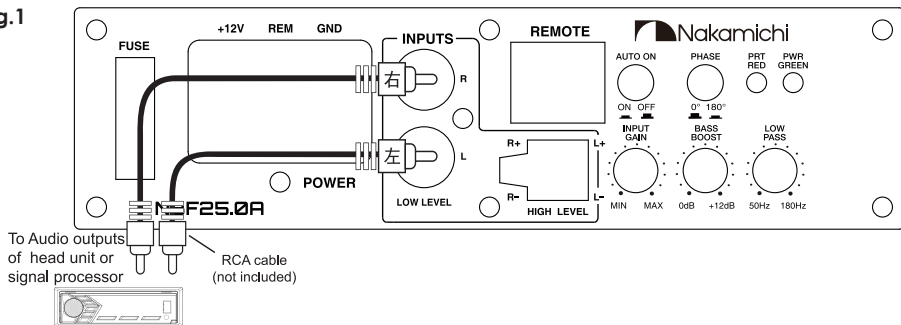 g.1
FUSE
+12V REM GND
INPUTS
REMOTE
Nakamichi
AUTO ON
PHASE
PRT RED
PWR GREEN
右 R
ON OFF
0° 180°
INPUT GAIN
BASS BOOST
LOW PASS
左 L
R+ L+
R- L-
POWER
LOW LEVEL
HIGH LEVEL
MIN MAX
0dB +12dB
50Hz 180Hz
F25.0A
To Audio outputs
of head unit or
signal processor
RCA cable
(not included)